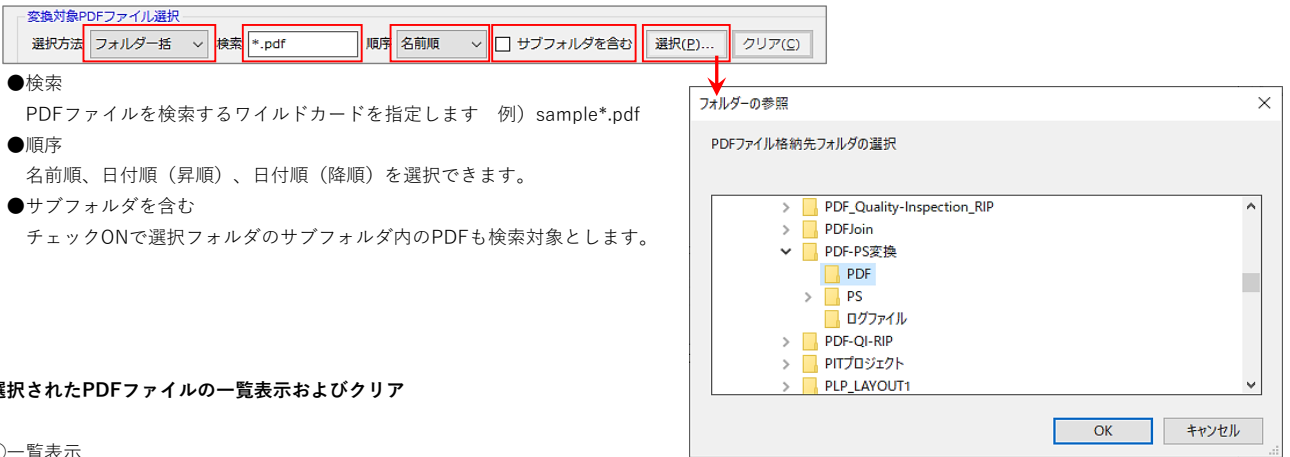 変換対象PDFファイル選択
選択方法 フォルダ一括 検索 *.pdf 順序 名前順 サブフォルダを含む 選択(P)... クリア(C)
●検索
PDFファイルを検索するワイルドカードを指定します　例）sample*.pdf
●順序
名前順、日付順（昇順）、日付順（降順）を選択できます。
●サブフォルダを含む
チェックONで選択フォルダのサブフォルダ内のPDFも検索対象とします。
フォルダーの参照
PDFファイル格納先フォルダの選択
PDF_Quality-Inspection_RIP
PDFJoin
PDF-PS変換
PDF
PS
ログファイル
PDF-QI-RIP
PITプロジェクト
PLP_LAYOUT1
OK キャンセル
選択されたPDFファイルの一覧表示およびクリア
一覧表示